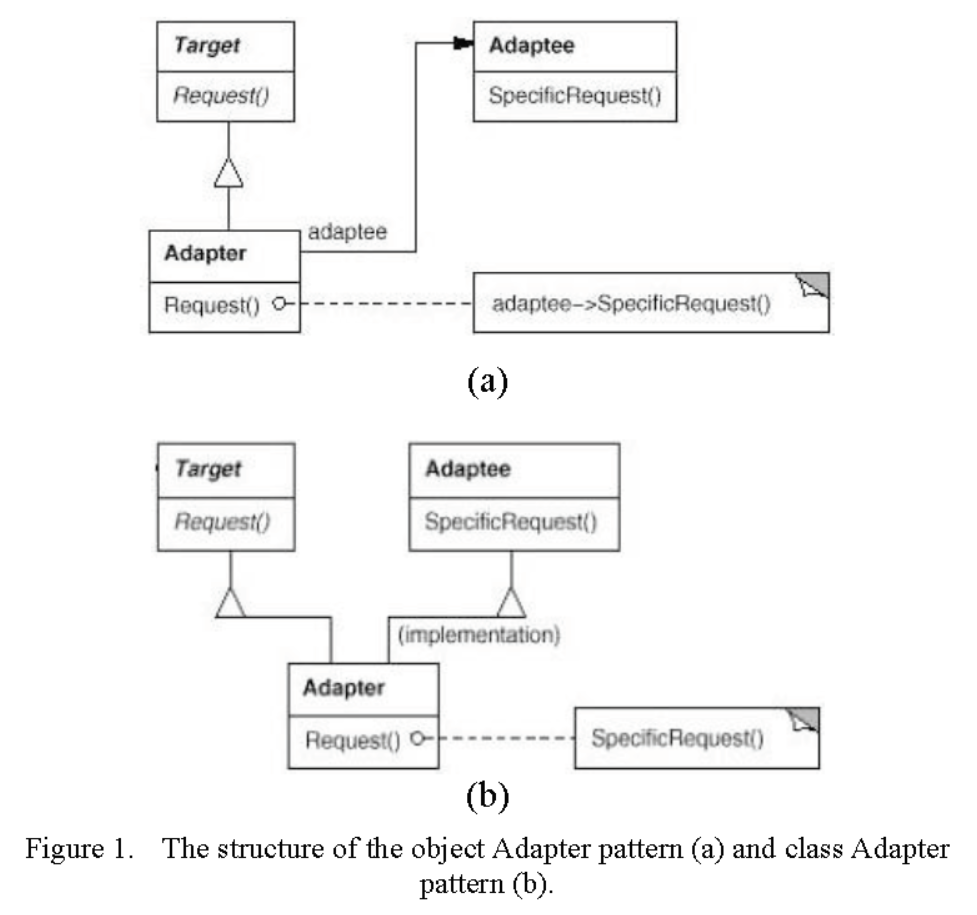 Target
Adaptee
Request()
SpecificRequest()
adaptee
Adapter
Request()
adaptee->SpecificRequest()
(a)
Target
Adaptee
Request()
SpecificRequest()
(implementation)
Adapter
Request()
SpecificRequest()
(b)
Figure 1. The structure of the object Adapter pattern (a) and class Adapter
pattern (b).